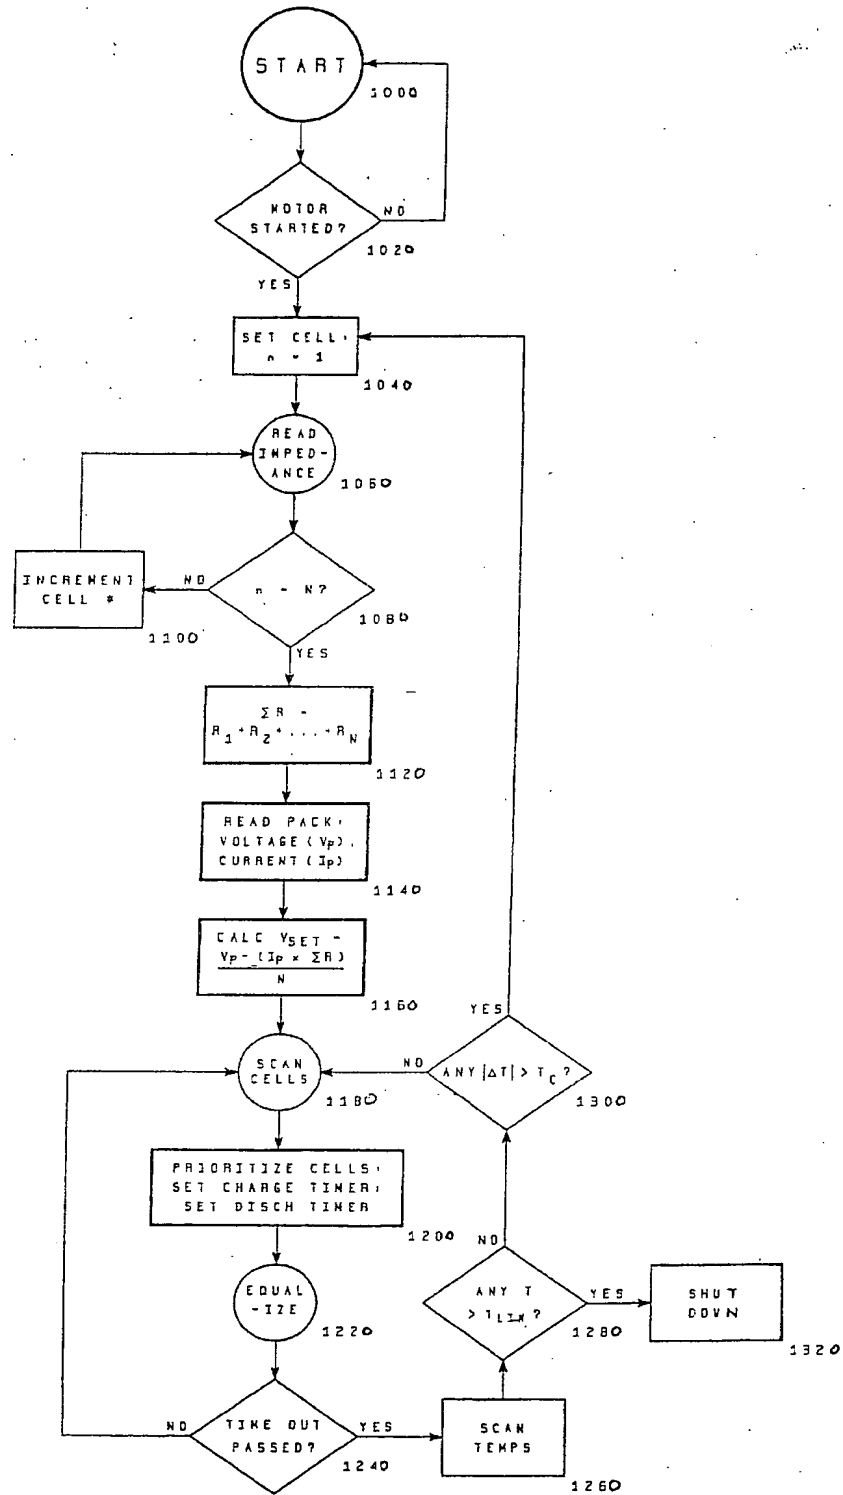 START
1000
MOTOR
STARTED?
NO
1020
YES
SET CELL:
n = 1
1040
READ
IMPED-
ANCE
1060
INCREMENT
CELL #
1100
NO
n = N?
1080
YES
ΣR =
R1+R2+...+RN
1120
READ PACK:
VOLTAGE (Vp),
CURRENT (Ip)
1140
CALC VSET =
Vp-(Ip x ΣR)
N
1160
YES
SCAN
CELLS
1180
NO
ANY |ΔT| > TC?
1300
PRIORITIZE CELLS;
SET CHARGE TIMER;
SET DISCH TIMER
1200
NO
EQUAL
-IZE
1220
ANY T
> TLIM?
1280
YES
SHUT
DOWN
1320
NO
TIME OUT
PASSED?
1240
YES
SCAN
TEMPS
1260